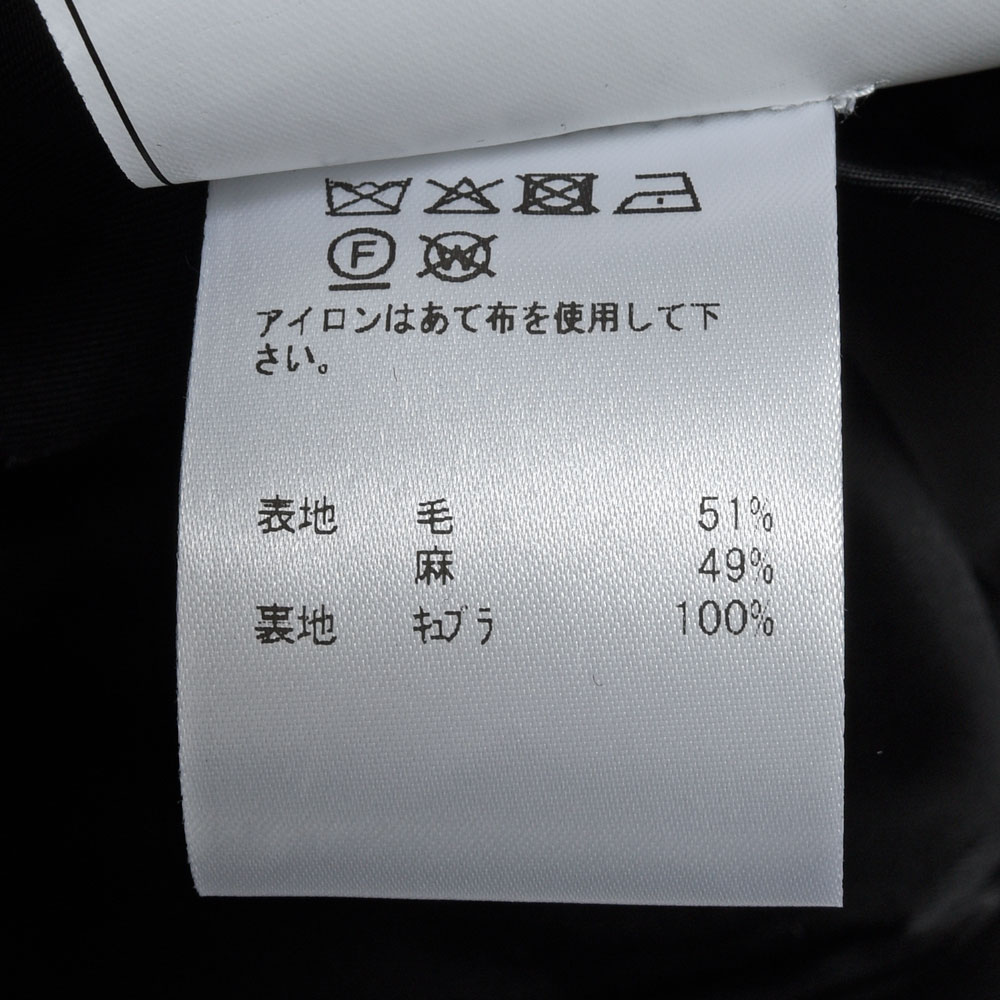 F W
アイロンはあて布を使用して下
さい。
表地 毛 51%
麻 49%
裏地 ｷｭﾌﾟﾗ 100%